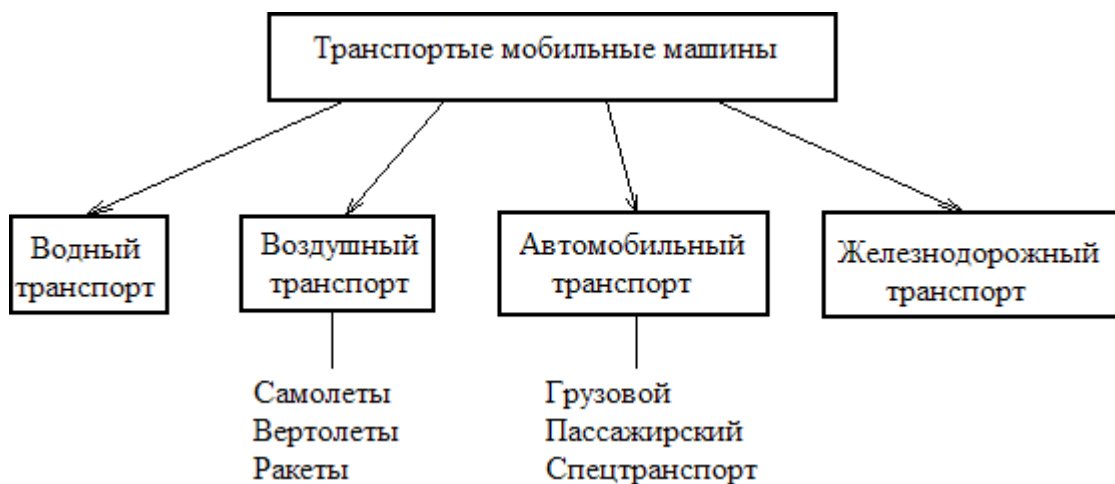 Транспортые мобильные машины
Водный
транспорт
Воздушный
транспорт
Автомобильный
транспорт
Железнодорожный
транспорт
Самолеты
Вертолеты
Ракеты
Грузовой
Пассажирский
Спецтранспорт